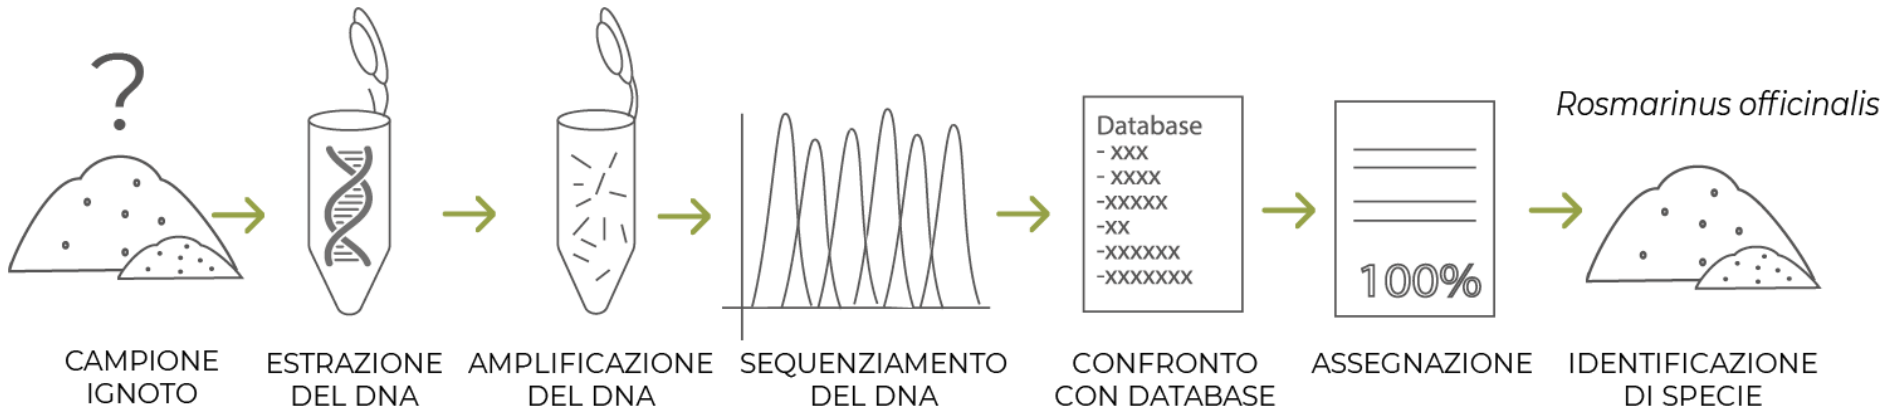 ?
Rosmarinus officinalis
Database
- xxx
- xxxx
-xxxxx
-xx
-xxxxxx
-xxxxxxx
100%
CAMPIONE
IGNOTO
ESTRAZIONE
DEL DNA
AMPLIFICAZIONE
DEL DNA
SEQUENZIAMENTO
DEL DNA
CONFRONTO
CON DATABASE
ASSEGNAZIONE
IDENTIFICAZIONE
DI SPECIE